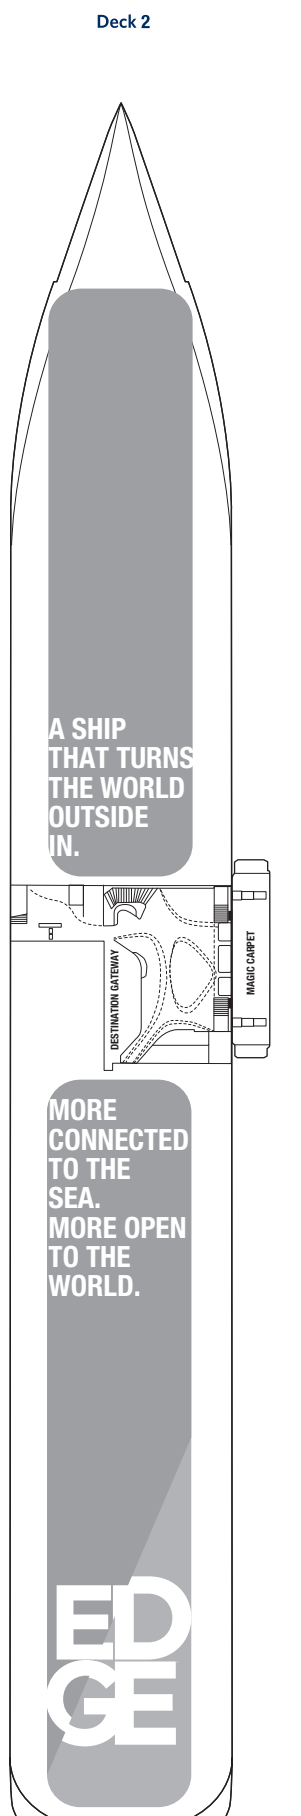 Deck 2
A SHIP
THAT TURNS
THE WORLD
OUTSIDE
IN.
DESTINATION GATEWAY
MAGIC CARPET
MORE
CONNECTED
TO THE
SEA.
MORE OPEN
TO THE
WORLD.
ED
GE